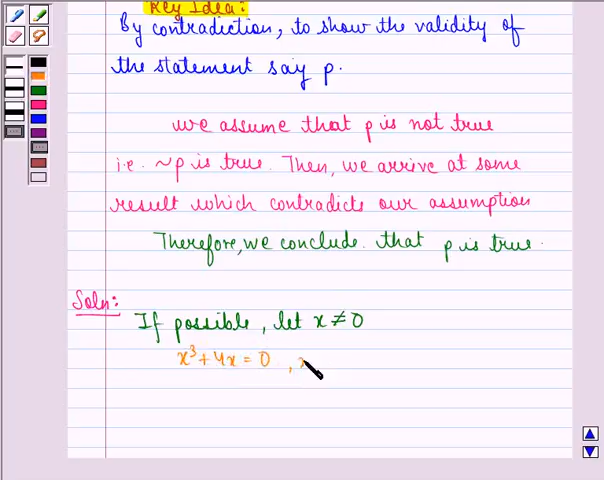 Key Idea:
By contradiction, to show the validity of
the statement say p.
we assume that p is not true
i.e. ~p is true. Then, we arrive at some
result which contradicts our assumption
Therefore, we conclude that p is true.
Soln:
If possible, let x ≠ 0
x³ + 4x = 0 ,